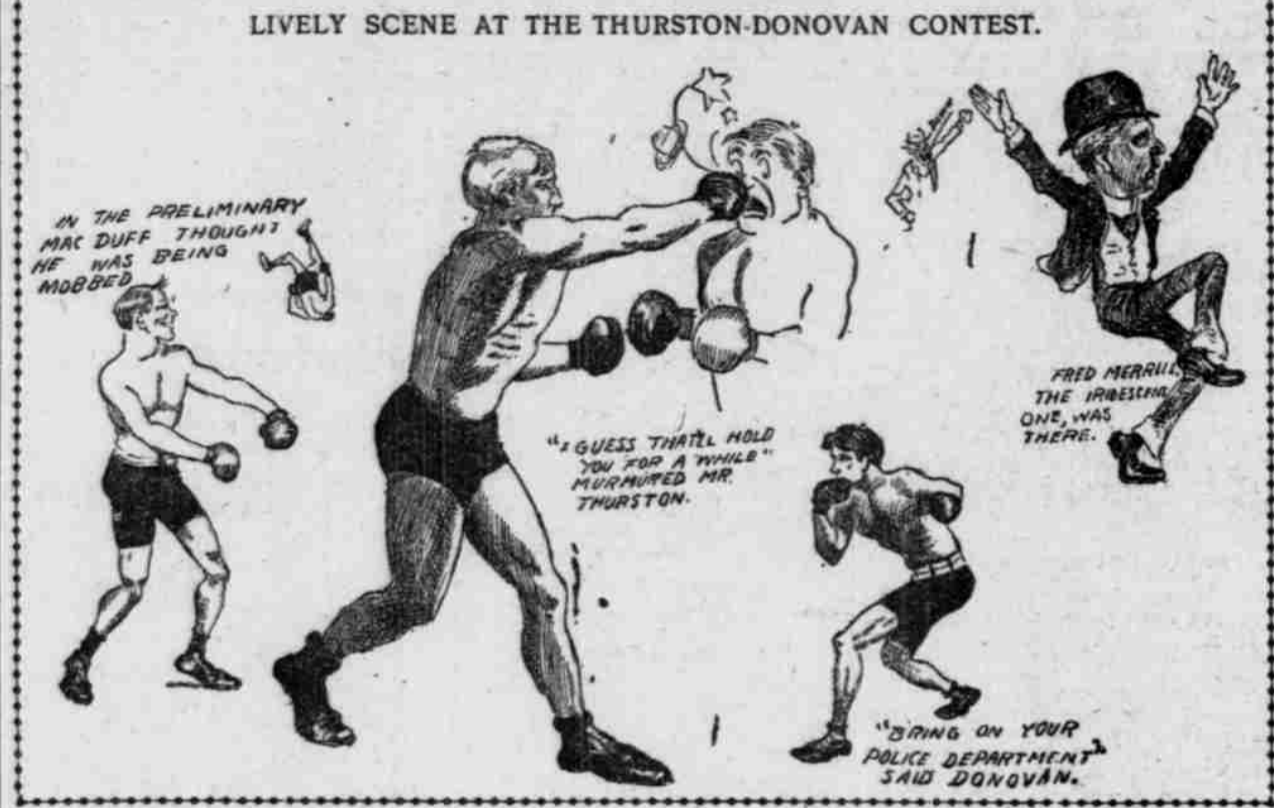 LIVELY SCENE AT THE THURSTON-DONOVAN CONTEST.
IN THE PRELIMINARY
MAC DUFF THOUGHT
HE WAS BEING
MOBBED
"I GUESS THAT'LL HOLD
YOU FOR A WHILE"
MURMURED MR.
THURSTON.
FRED MERRILL,
THE IRIDESCENT
ONE, WAS
THERE.
"BRING ON YOUR
POLICE DEPARTMENT"
SAID DONOVAN.